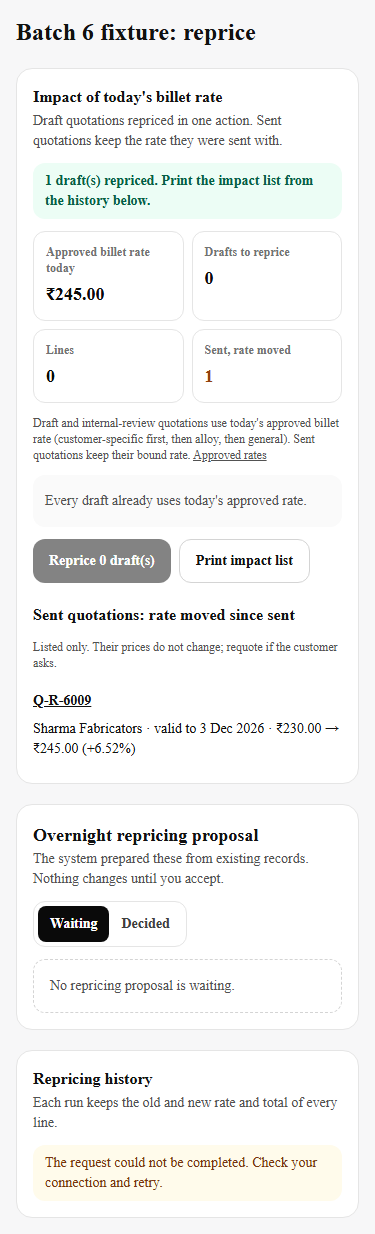 Batch 6 fixture: reprice
Impact of today's billet rate
Draft quotations repriced in one action. Sent
quotations keep the rate they were sent with.
1 draft(s) repriced. Print the impact list from
the history below.
Approved billet rate
today
₹245.00
Drafts to reprice
0
Lines
0
Sent, rate moved
1
Draft and internal-review quotations use today's approved billet
rate (customer-specific first, then alloy, then general). Sent
quotations keep their bound rate. Approved rates
Every draft already uses today's approved rate.
Reprice 0 draft(s)
Print impact list
Sent quotations: rate moved since sent
Listed only. Their prices do not change; requote if the customer
asks.
Q-R-6009
Sharma Fabricators · valid to 3 Dec 2026 · ₹230.00 →
₹245.00 (+6.52%)
Overnight repricing proposal
The system prepared these from existing records.
Nothing changes until you accept.
Waiting
Decided
No repricing proposal is waiting.
Repricing history
Each run keeps the old and new rate and total of every
line.
The request could not be completed. Check your
connection and retry.